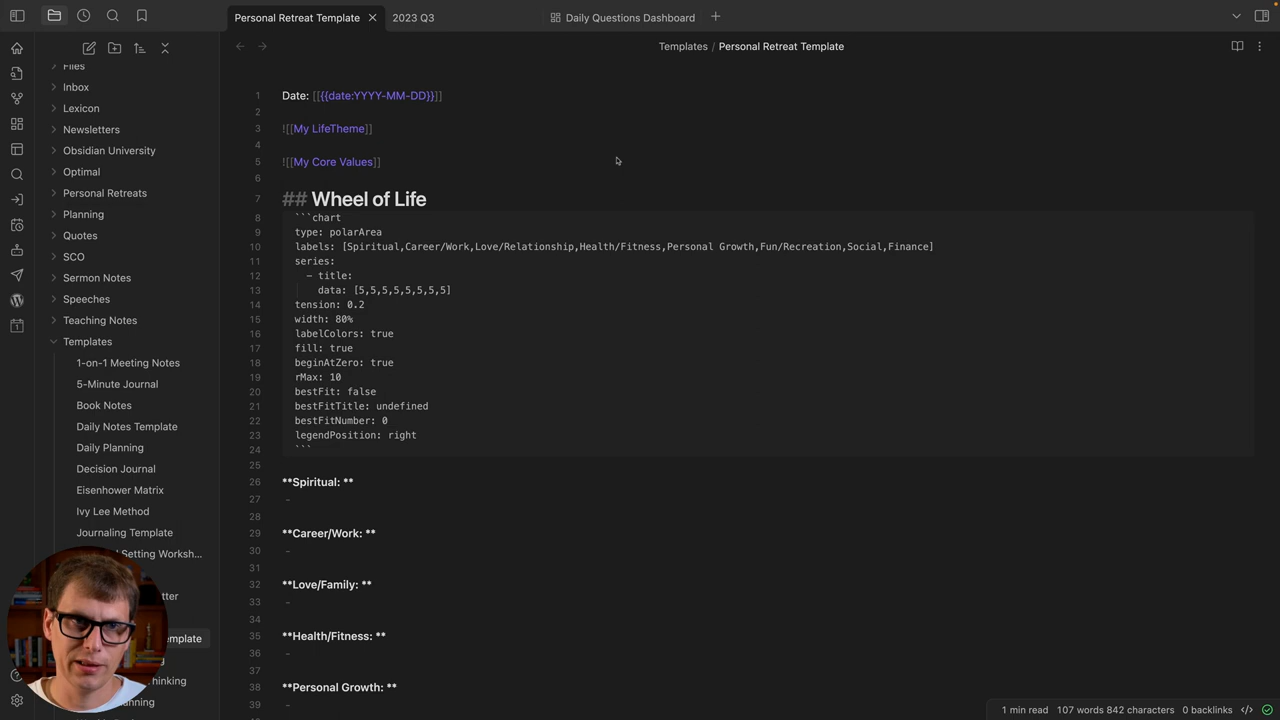 Personal Retreat Template
2023 Q3
Daily Questions Dashboard
Templates / Personal Retreat Template
Files
Inbox
Lexicon
Newsletters
Obsidian University
Optimal
Personal Retreats
Planning
Quotes
SCO
Sermon Notes
Speeches
Teaching Notes
Templates
1-on-1 Meeting Notes
5-Minute Journal
Book Notes
Daily Notes Template
Daily Planning
Decision Journal
Eisenhower Matrix
Ivy Lee Method
Journaling Template
Setting Worksh...
1 Date: [[{{date:YYYY-MM-DD}}]]
2
3 ![[My LifeTheme]]
4
5 ![[My Core Values]]
6
7 ## Wheel of Life
8 ```chart
9 type: polarArea
10 labels: [Spiritual,Career/Work,Love/Relationship,Health/Fitness,Personal Growth,Fun/Recreation,Social,Finance]
11 series:
12 - title:
13 data: [5,5,5,5,5,5,5,5]
14 tension: 0.2
15 width: 80%
16 labelColors: true
17 fill: true
18 beginAtZero: true
19 rMax: 10
20 bestFit: false
21 bestFitTitle: undefined
22 bestFitNumber: 0
23 legendPosition: right
24 ```
25
26 **Spiritual: **
27 -
28
29 **Career/Work: **
30 -
31
32 **Love/Family: **
33 -
34
35 **Health/Fitness: **
36 -
37
38 **Personal Growth: **
39 -
1 min read 107 words 842 characters 0 backlinks